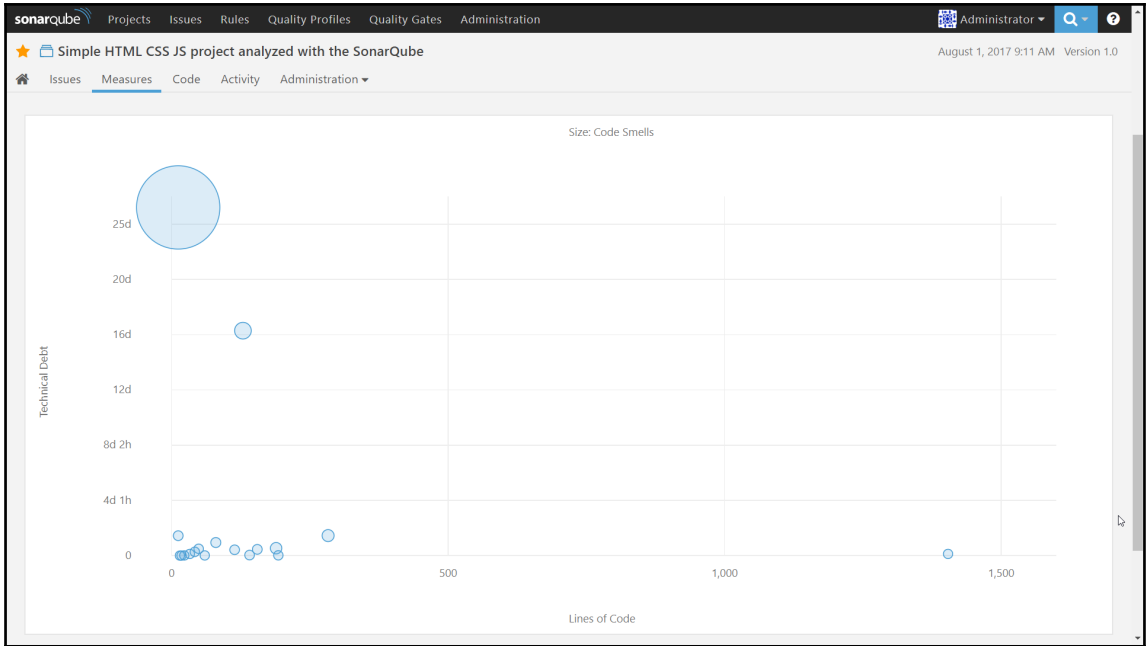 sonarqube Projects Issues Rules Quality Profiles Quality Gates Administration Administrator ?
Simple HTML CSS JS project analyzed with the SonarQube August 1, 2017 9:11 AM Version 1.0
Issues Measures Code Activity Administration
Size: Code Smells
25d
20d
16d
Technical Debt
12d
8d 2h
4d 1h
0
0 500 1,000 1,500
Lines of Code